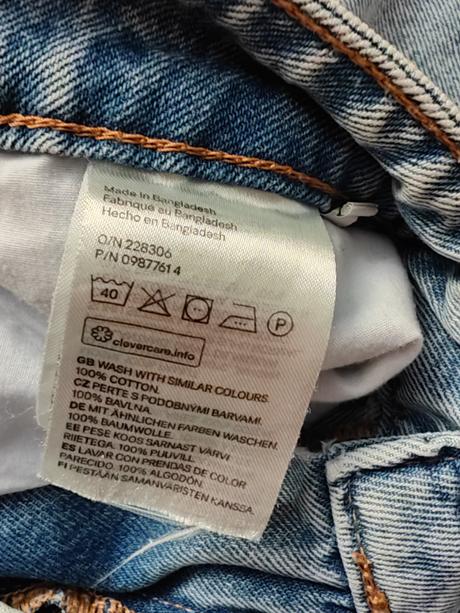 Made in Bangladesh
Fabriqué au Bangladesh
Hecho en Bangladesh
O/N 228306
P/N 09877614
40
P
clevercare.info
GB WASH WITH SIMILAR COLOURS.
100% COTTON.
CZ PERTE S PODOBNÝMI BARVAMI.
100% BAVLNA.
DE MIT ÄHNLICHEN FARBEN WASCHEN.
100% BAUMWOLLE.
EE PESE KOOS SARNAST VÄRVI
RIIETEGA. 100% PUUVILL
ES LAVAR CON PRENDAS DE COLOR
PARECIDO. 100% ALGODÓN.
FI PESTÄÄN SAMANVÄRISTEN KANSSA.